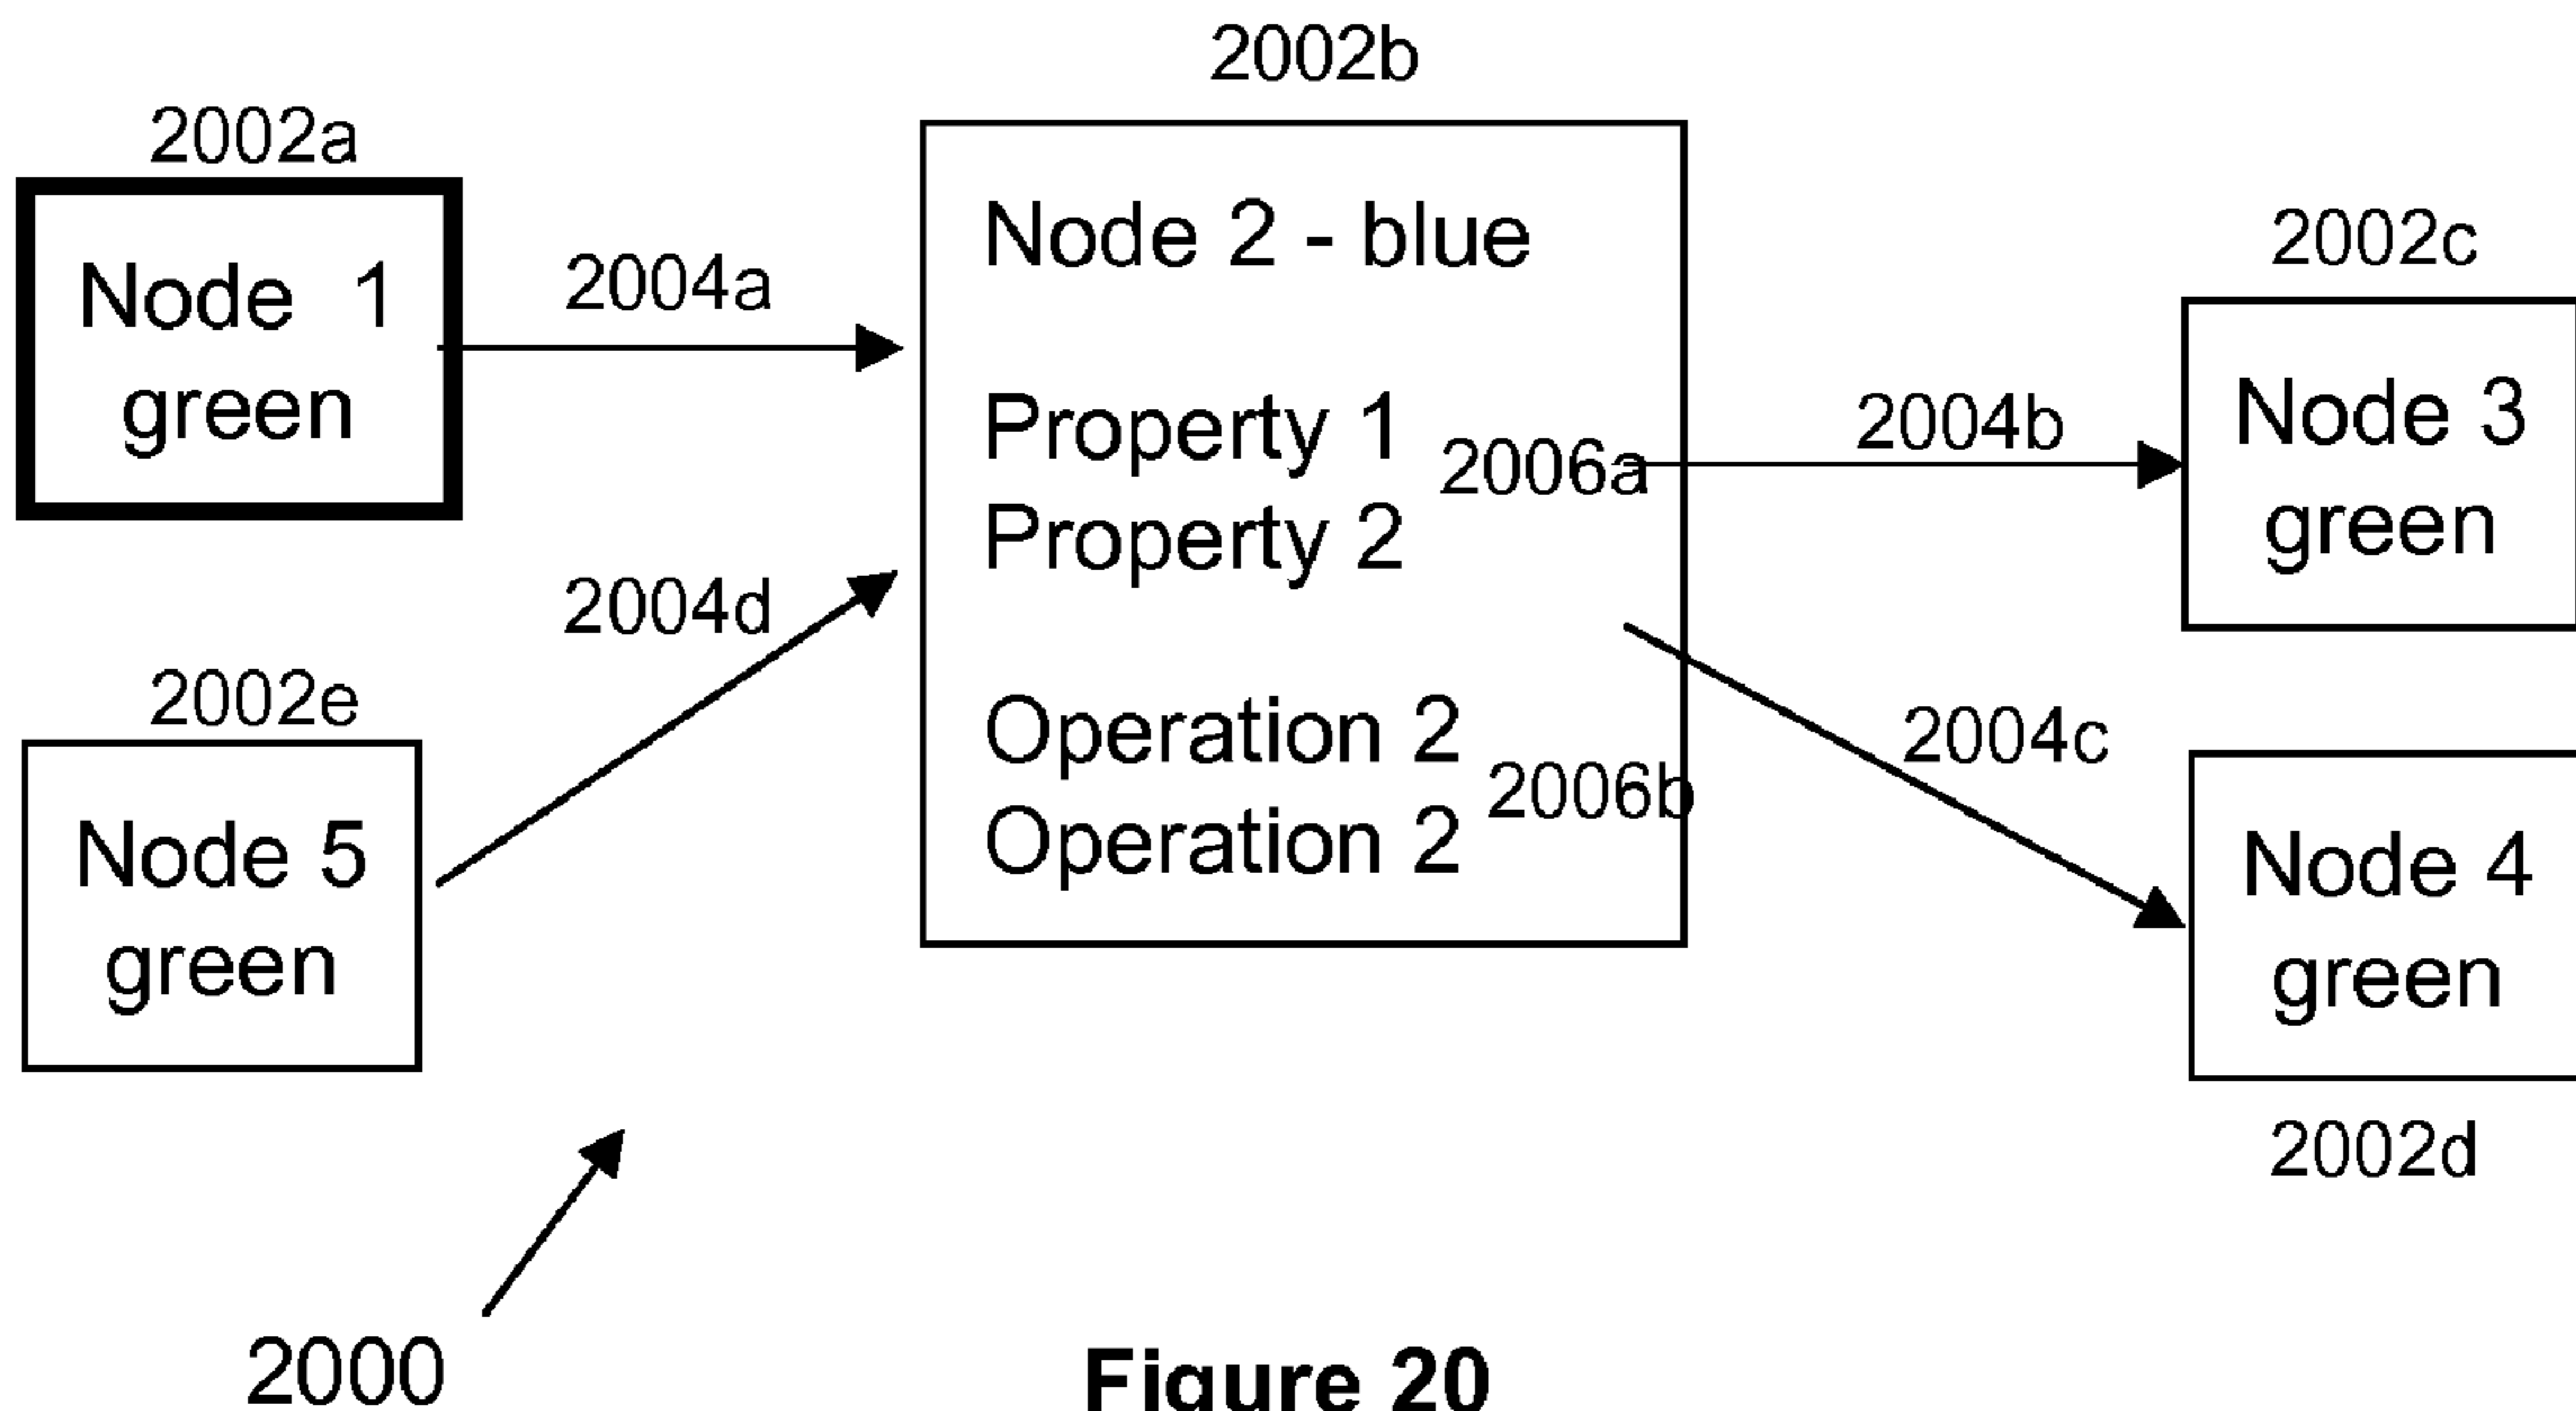 2002b
2002a
Node 1
green
2004a
Node 2 - blue
Property 1
2006a
Property 2
Operation 2
2006b
Operation 2
2004b
2002c
Node 3
green
2004d
2002e
Node 5
green
2004c
Node 4
green
2002d
2000
Figure 20